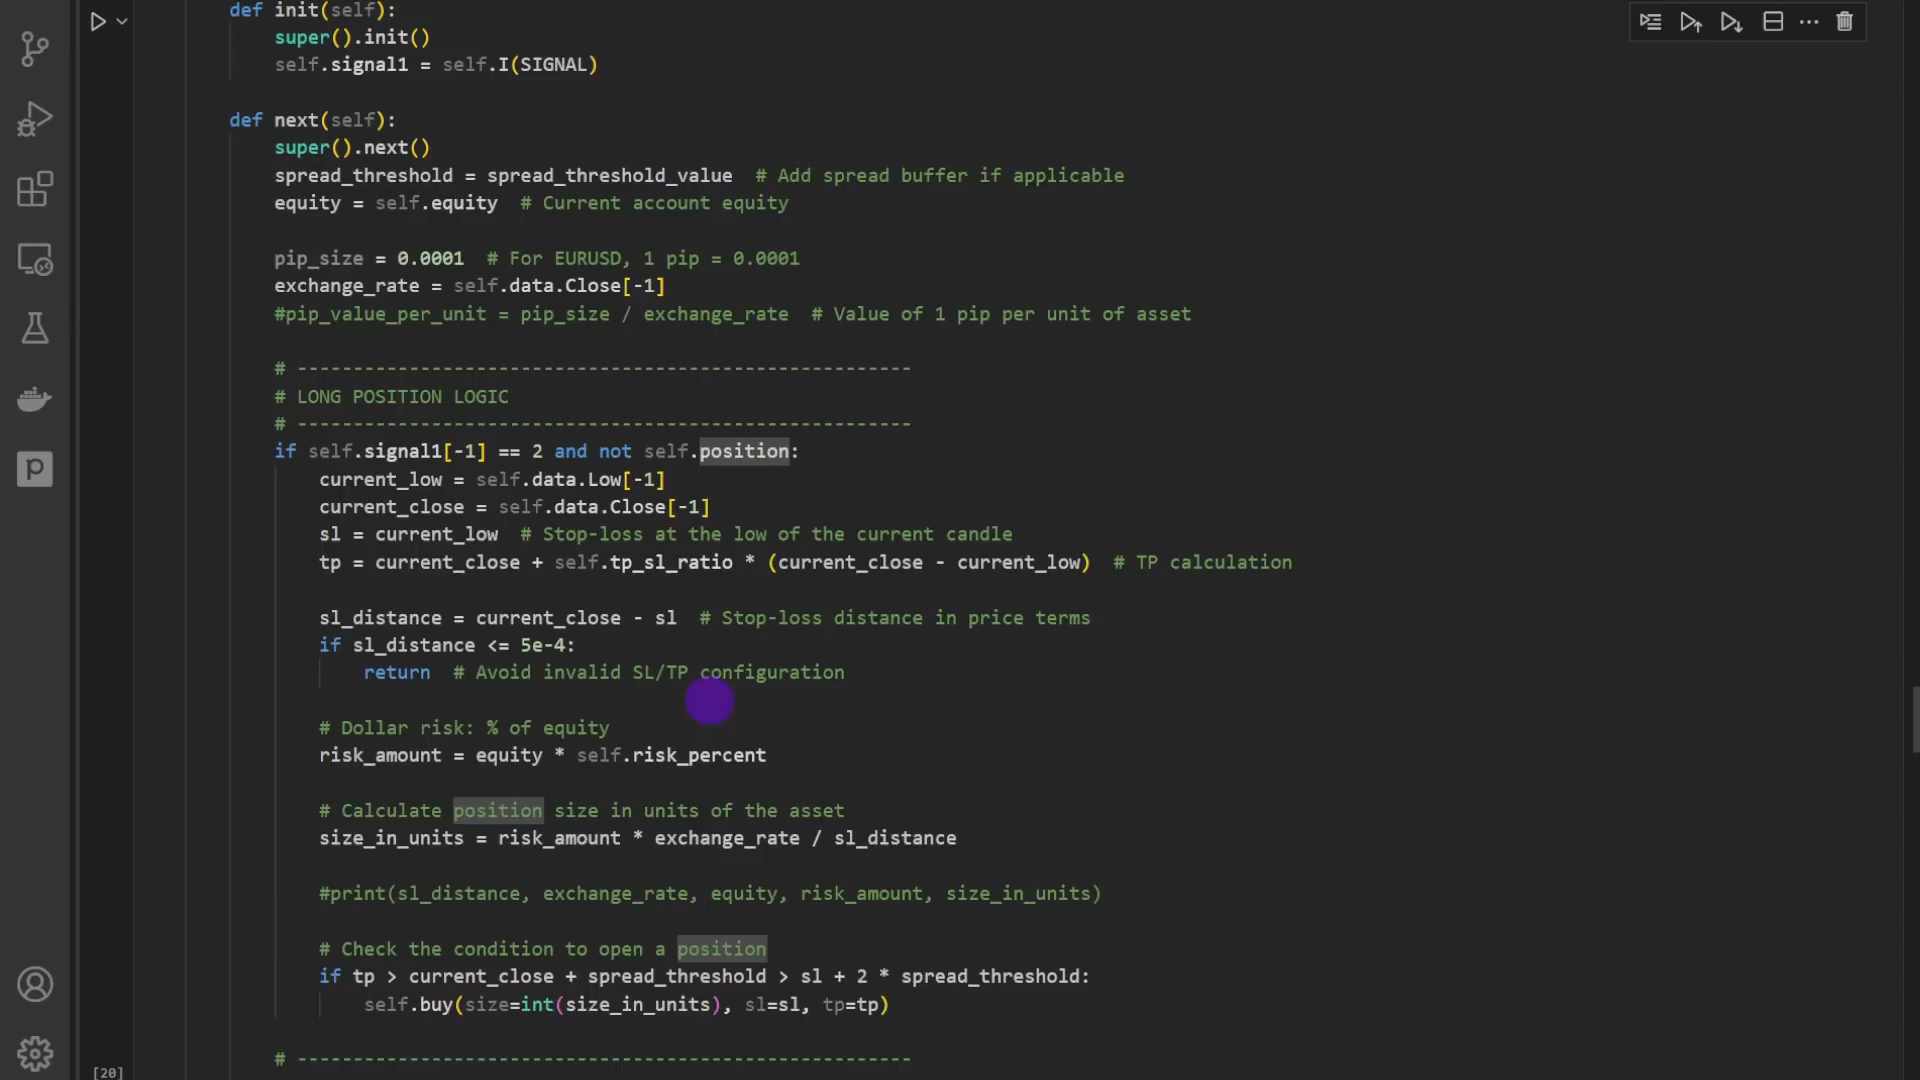 def init(self):
super().init()
self.signal1 = self.I(SIGNAL)
def next(self):
super().next()
spread_threshold = spread_threshold_value  # Add spread buffer if applicable
equity = self.equity  # Current account equity
pip_size = 0.0001  # For EURUSD, 1 pip = 0.0001
exchange_rate = self.data.Close[-1]
#pip_value_per_unit = pip_size / exchange_rate  # Value of 1 pip per unit of asset
# -------------------------------------------------------
# LONG POSITION LOGIC
# -------------------------------------------------------
if self.signal1[-1] == 2 and not self.position:
current_low = self.data.Low[-1]
current_close = self.data.Close[-1]
sl = current_low  # Stop-loss at the low of the current candle
tp = current_close + self.tp_sl_ratio * (current_close - current_low)  # TP calculation
sl_distance = current_close - sl  # Stop-loss distance in price terms
if sl_distance <= 5e-4:
return  # Avoid invalid SL/TP configuration
# Dollar risk: % of equity
risk_amount = equity * self.risk_percent
# Calculate position size in units of the asset
size_in_units = risk_amount * exchange_rate / sl_distance
#print(sl_distance, exchange_rate, equity, risk_amount, size_in_units)
# Check the condition to open a position
if tp > current_close + spread_threshold > sl + 2 * spread_threshold:
self.buy(size=int(size_in_units), sl=sl, tp=tp)
# -------------------------------------------------------
[20]